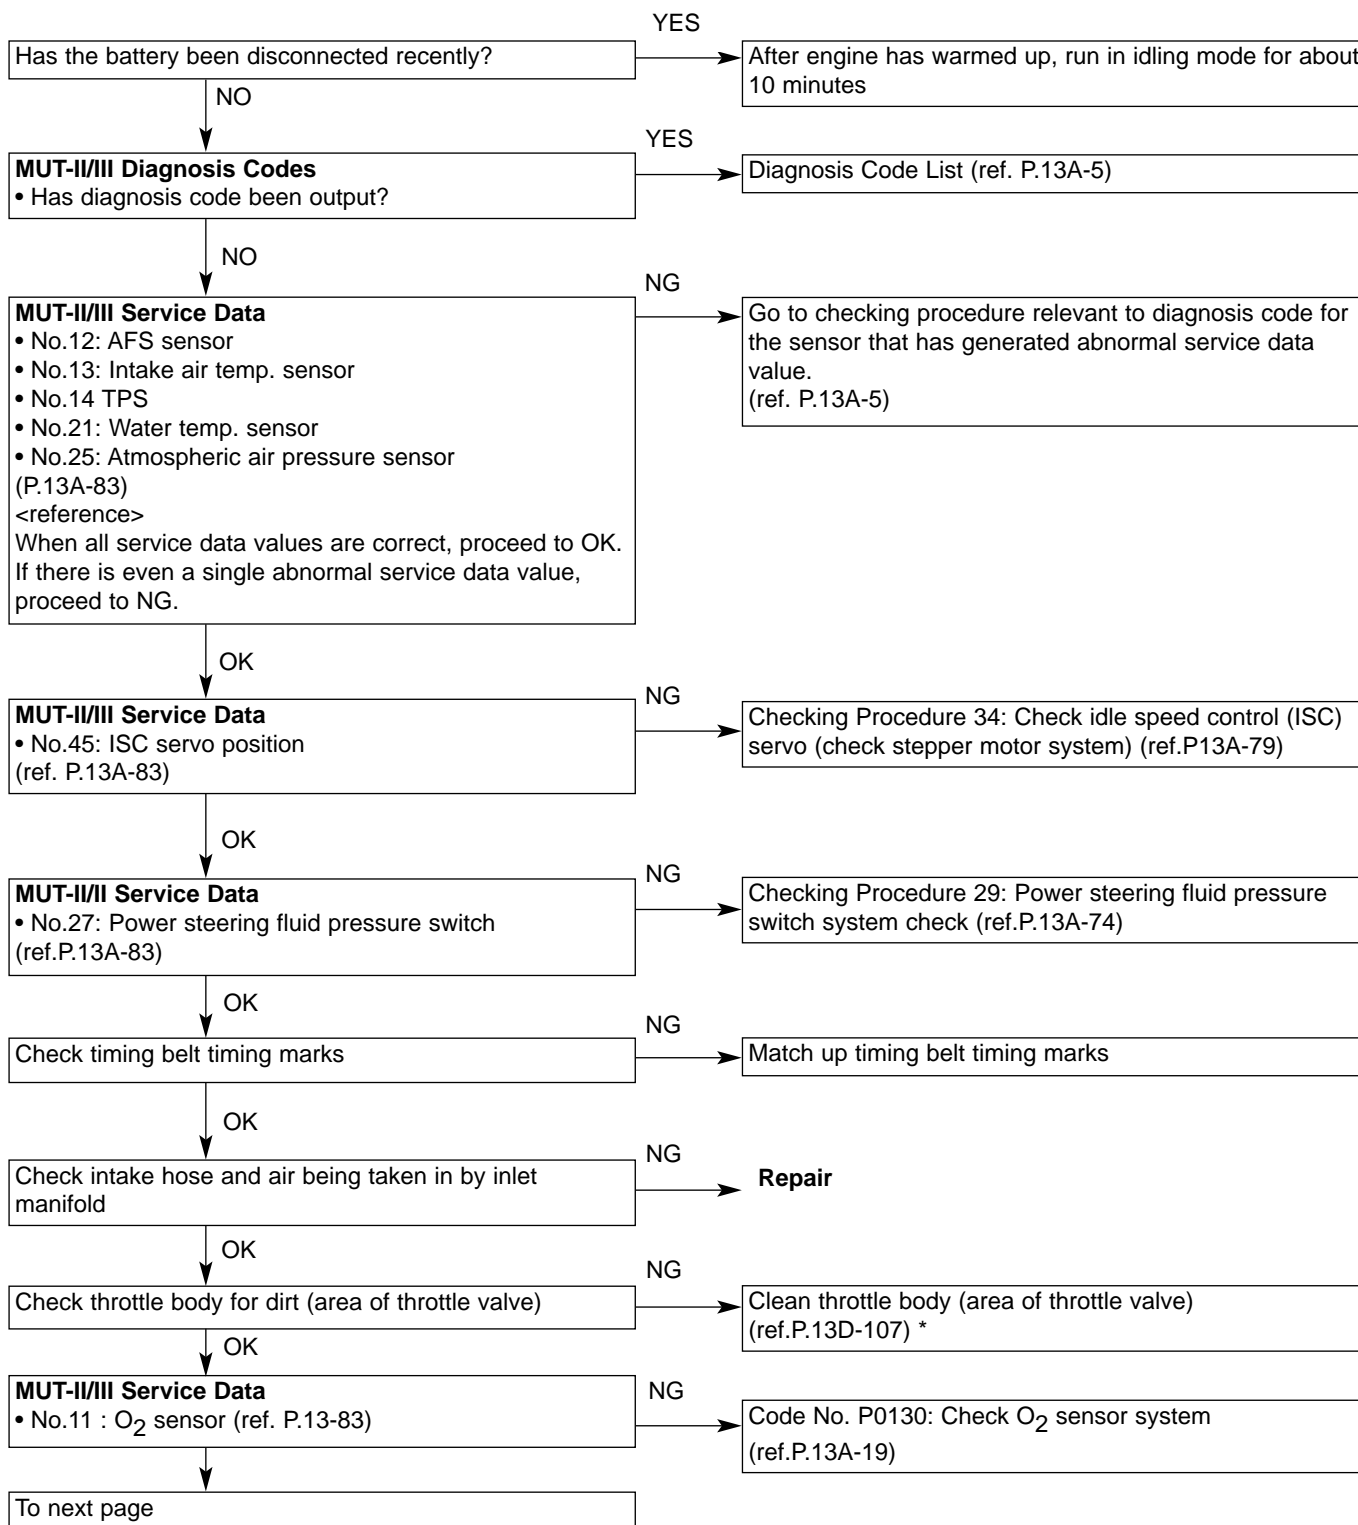 YES
Has the battery been disconnected recently?
After engine has warmed up, run in idling mode for about
10 minutes
NO
YES
MUT-II/III Diagnosis Codes
• Has diagnosis code been output?
Diagnosis Code List (ref. P.13A-5)
NO
NG
MUT-II/III Service Data
• No.12: AFS sensor
• No.13: Intake air temp. sensor
• No.14 TPS
• No.21: Water temp. sensor
• No.25: Atmospheric air pressure sensor
(P.13A-83)
<reference>
When all service data values are correct, proceed to OK.
If there is even a single abnormal service data value,
proceed to NG.
Go to checking procedure relevant to diagnosis code for
the sensor that has generated abnormal service data
value.
(ref. P.13A-5)
OK
NG
MUT-II/III Service Data
• No.45: ISC servo position
(ref. P.13A-83)
Checking Procedure 34: Check idle speed control (ISC)
servo (check stepper motor system) (ref.P13A-79)
OK
NG
MUT-II/II Service Data
• No.27: Power steering fluid pressure switch
(ref.P.13A-83)
Checking Procedure 29: Power steering fluid pressure
switch system check (ref.P.13A-74)
OK
NG
Check timing belt timing marks
Match up timing belt timing marks
OK
NG
Check intake hose and air being taken in by inlet
manifold
Repair
OK
NG
Check throttle body for dirt (area of throttle valve)
Clean throttle body (area of throttle valve)
(ref.P.13D-107) *
OK
NG
MUT-II/III Service Data
• No.11 : O2 sensor (ref. P.13-83)
Code No. P0130: Check O2 sensor system
(ref.P.13A-19)
To next page